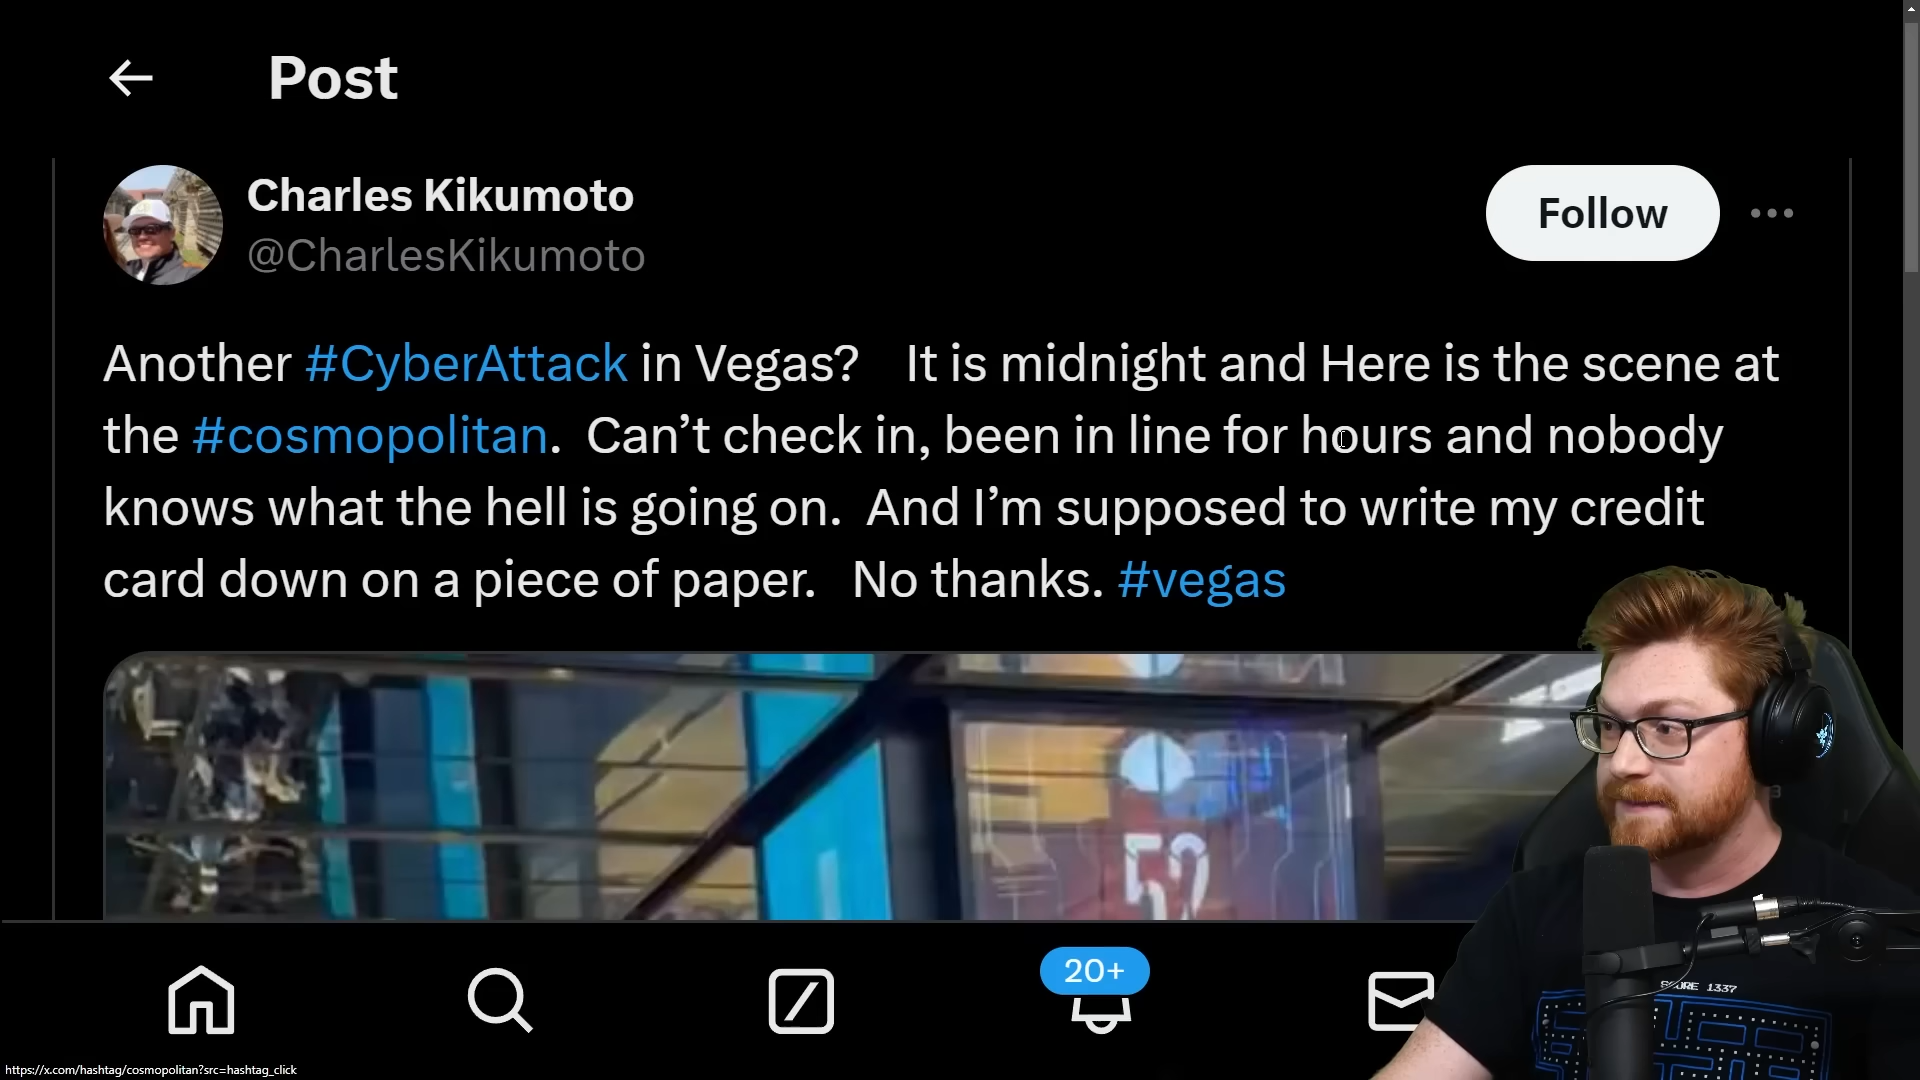 Post
Charles Kikumoto
@CharlesKikumoto
Follow
Another #CyberAttack in Vegas?    It is midnight and Here is the scene at
the #cosmopolitan.  Can’t check in, been in line for hours and nobody
knows what the hell is going on.  And I’m supposed to write my credit
card down on a piece of paper.   No thanks. #vegas
52
20+
SCORE 1337
https://x.com/hashtag/cosmopolitan?src=hashtag_click